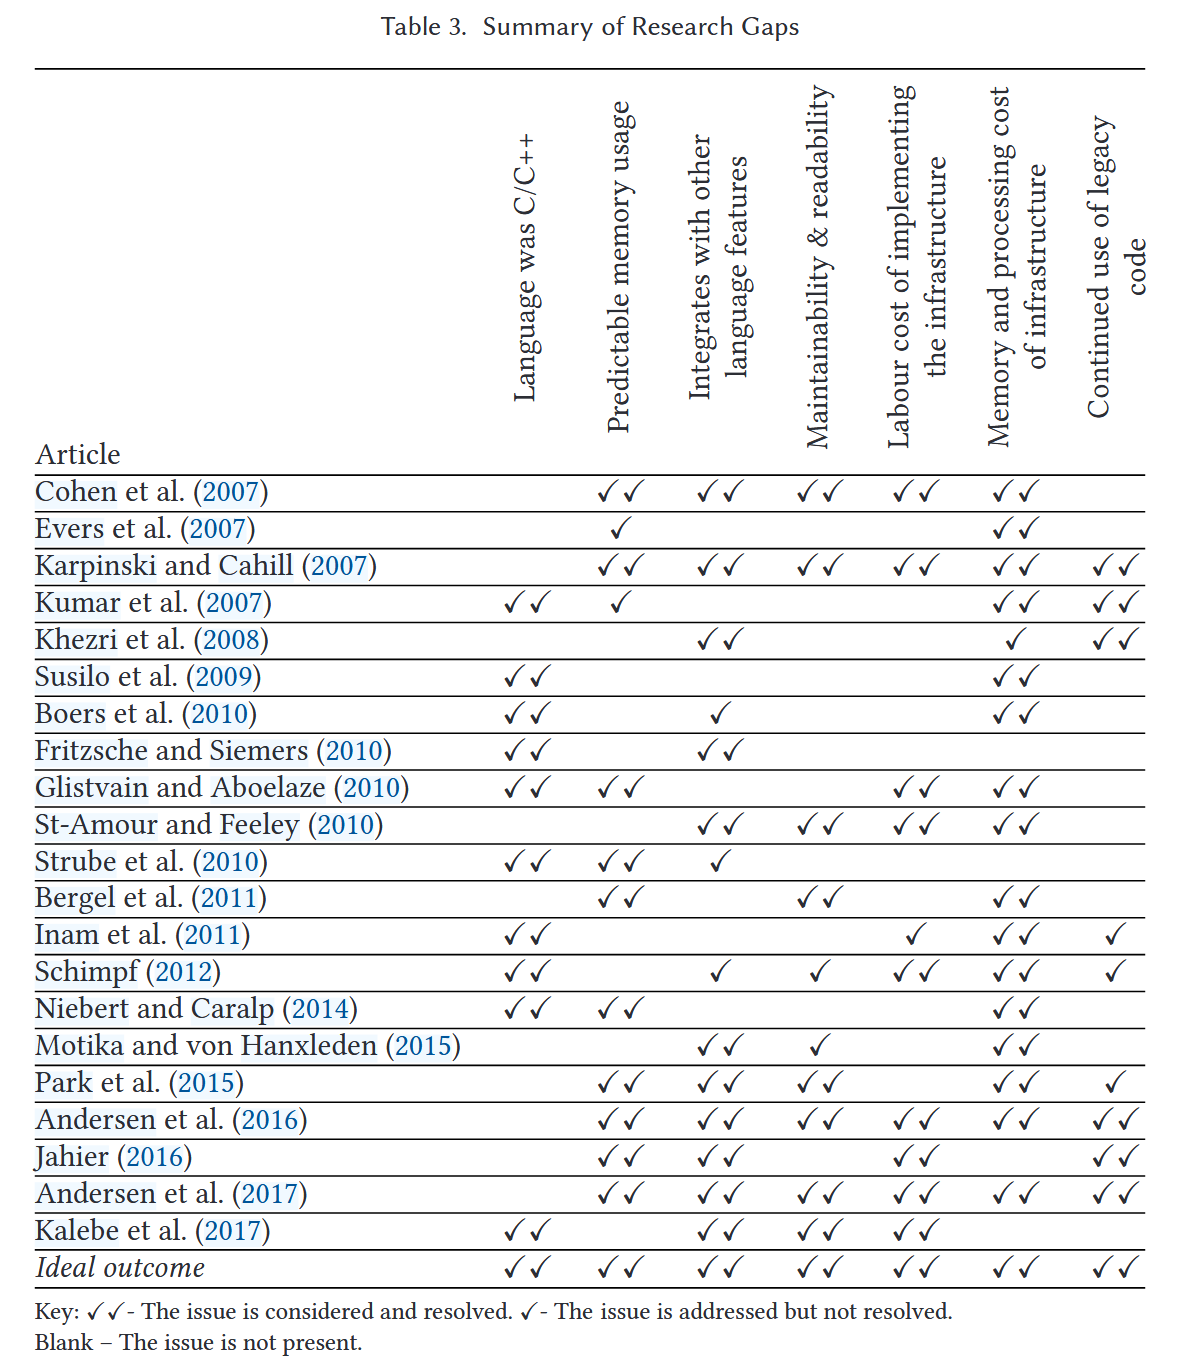 Table 3. Summary of Research Gaps
Article
Language was C/C++
Predictable memory usage
Integrates with other
language features
Maintainability & readability
Labour cost of implementing
the infrastructure
Memory and processing cost
of infrastructure
Continued use of legacy
code
Cohen et al. (2007) ✓✓ ✓✓ ✓✓ ✓✓ ✓✓
Evers et al. (2007) ✓ ✓✓
Karpinski and Cahill (2007) ✓✓ ✓✓ ✓✓ ✓✓ ✓✓ ✓✓
Kumar et al. (2007) ✓✓ ✓ ✓✓ ✓✓
Khezri et al. (2008) ✓✓ ✓ ✓✓
Susilo et al. (2009) ✓✓ ✓✓
Boers et al. (2010) ✓✓ ✓ ✓✓
Fritzsche and Siemers (2010) ✓✓ ✓✓
Glistvain and Aboelaze (2010) ✓✓ ✓✓ ✓✓ ✓✓
St-Amour and Feeley (2010) ✓✓ ✓✓ ✓✓ ✓✓
Strube et al. (2010) ✓✓ ✓✓ ✓
Bergel et al. (2011) ✓✓ ✓✓ ✓✓
Inam et al. (2011) ✓✓ ✓ ✓✓ ✓
Schimpf (2012) ✓✓ ✓ ✓ ✓✓ ✓✓ ✓
Niebert and Caralp (2014) ✓✓ ✓✓ ✓✓
Motika and von Hanxleden (2015) ✓✓ ✓ ✓✓
Park et al. (2015) ✓✓ ✓✓ ✓✓ ✓✓ ✓
Andersen et al. (2016) ✓✓ ✓✓ ✓✓ ✓✓ ✓✓ ✓✓
Jahier (2016) ✓✓ ✓✓ ✓✓ ✓✓
Andersen et al. (2017) ✓✓ ✓✓ ✓✓ ✓✓ ✓✓ ✓✓
Kalebe et al. (2017) ✓✓ ✓✓ ✓✓ ✓✓
Ideal outcome ✓✓ ✓✓ ✓✓ ✓✓ ✓✓ ✓✓ ✓✓
Key: ✓✓- The issue is considered and resolved. ✓- The issue is addressed but not resolved.
Blank – The issue is not present.